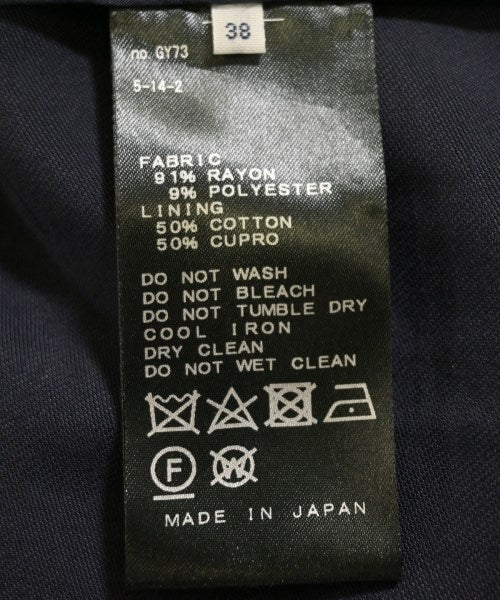 38
no GY73
5-14-2
FABRIC
91% RAYON
9% POLYESTER
LINING
50% COTTON
50% CUPRO
DO NOT WASH
DO NOT BLEACH
DO NOT TUMBLE DRY
COOL IRON
DRY CLEAN
DO NOT WET CLEAN
F W
MADE IN JAPAN